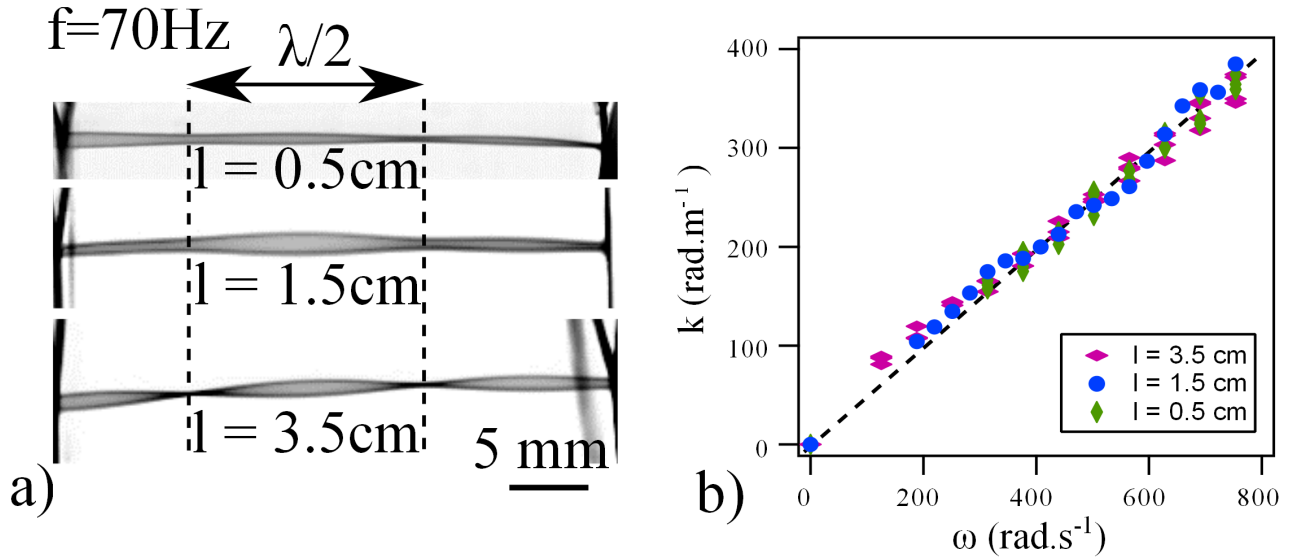 f=70Hz
λ/2
l = 0.5cm
l = 1.5cm
l = 3.5cm
5 mm
a)
400
300
200
100
0
k (rad.m⁻¹ )
0
200
400
600
800
ω (rad.s⁻¹)
l = 3.5 cm
l = 1.5 cm
l = 0.5 cm
b)